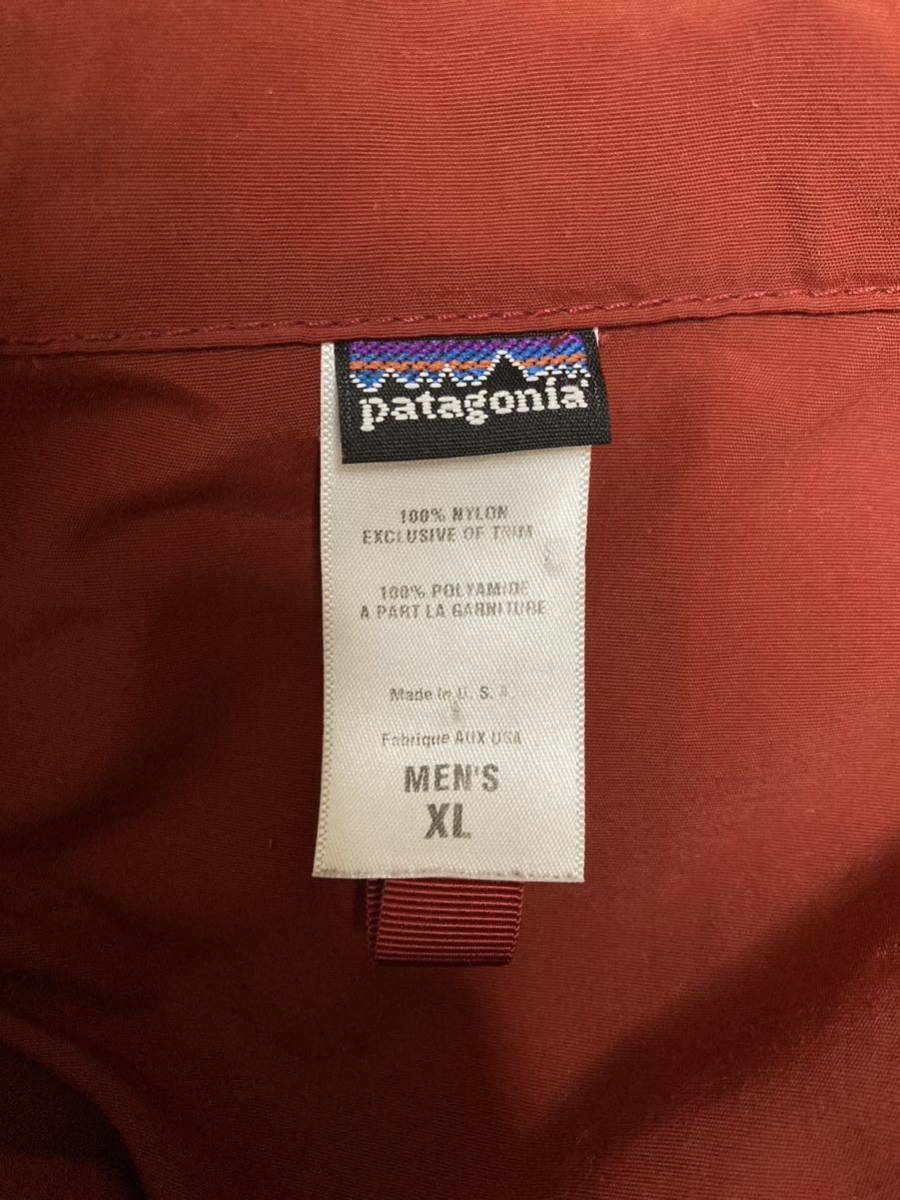 patagonia
100% NYLON
EXCLUSIVE OF TRIM
100% POLYAMIDE
A PART LA GARNITURE
Made in U. S. A.
Fabrique AUX USA
MEN'S
XL